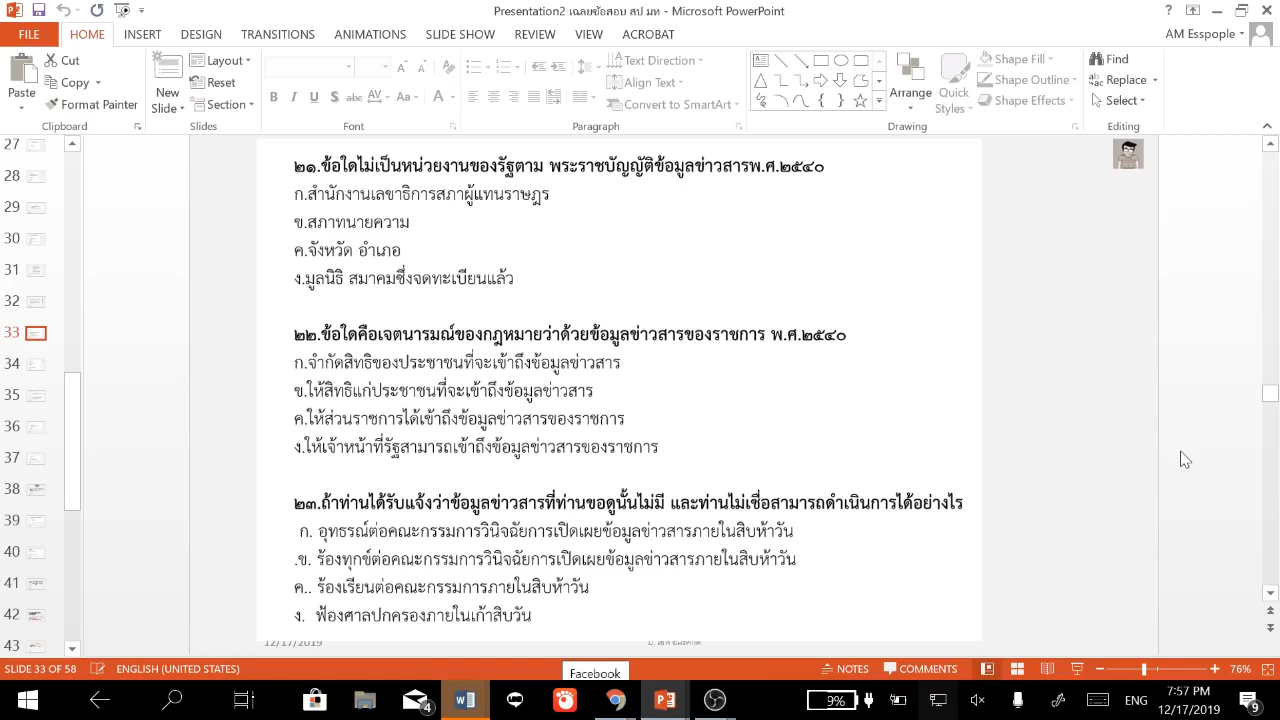 Presentation2 เฉลยข้อสอบ สป มท - Microsoft PowerPoint
FILE HOME INSERT DESIGN TRANSITIONS ANIMATIONS SLIDE SHOW REVIEW VIEW ACROBAT AM Esspople
Cut Layout Text Direction Shape Fill Find
Copy Reset Align Text Shape Outline Replace
Paste Format Painter New Slide Section Convert to SmartArt Arrange Quick Styles Shape Effects Select
Clipboard Slides Font Paragraph Drawing Editing
27
28
29
30
31
32
33
34
35
36
37
38
39
40
41
42
43
๒๑.ข้อใดไม่เป็นหน่วยงานของรัฐตาม พระราชบัญญัติข้อมูลข่าวสารพ.ศ.๒๕๔๐
ก.สำนักงานเลขาธิการสภาผู้แทนราษฎร
ข.สภาทนายความ
ค.จังหวัด อำเภอ
ง.มูลนิธิ สมาคมซึ่งจดทะเบียนแล้ว
๒๒.ข้อใดคือเจตนารมณ์ของกฎหมายว่าด้วยข้อมูลข่าวสารของราชการ พ.ศ.๒๕๔๐
ก.จำกัดสิทธิของประชาชนที่จะเข้าถึงข้อมูลข่าวสาร
ข.ให้สิทธิแก่ประชาชนที่จะเข้าถึงข้อมูลข่าวสาร
ค.ให้ส่วนราชการได้เข้าถึงข้อมูลข่าวสารของราชการ
ง.ให้เจ้าหน้าที่รัฐสามารถเข้าถึงข้อมูลข่าวสารของราชการ
๒๓.ถ้าท่านได้รับแจ้งว่าข้อมูลข่าวสารที่ท่านขอดูนั้นไม่มี และท่านไม่เชื่อสามารถดำเนินการได้อย่างไร
ก. อุทธรณ์ต่อคณะกรรมการวินิจฉัยการเปิดเผยข้อมูลข่าวสารภายในสิบห้าวัน
.ข. ร้องทุกข์ต่อคณะกรรมการวินิจฉัยการเปิดเผยข้อมูลข่าวสารภายในสิบห้าวัน
ค.. ร้องเรียนต่อคณะกรรมการภายในสิบห้าวัน
ง. ฟ้องศาลปกครองภายในเก้าสิบวัน
12/17/2019
SLIDE 33 OF 58 ENGLISH (UNITED STATES) NOTES COMMENTS 76%
Facebook
4 9% ENG 7:57 PM
12/17/2019 9